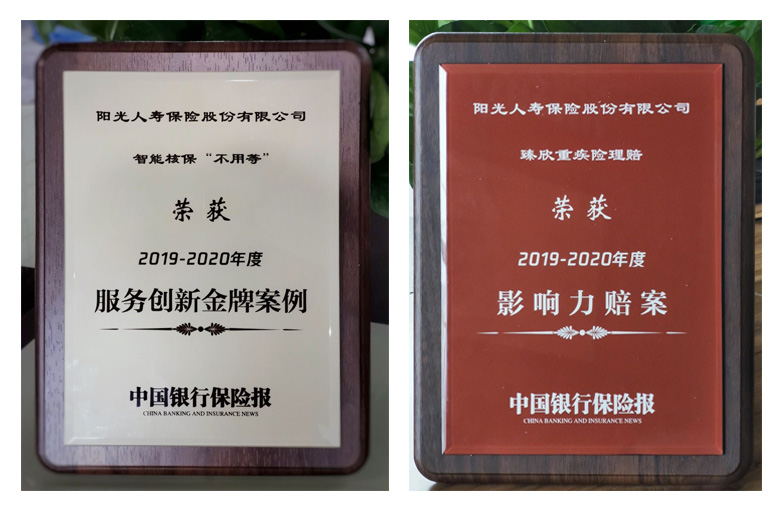 阳光人寿保险股份有限公司
智能核保“不用等”
荣获
2019-2020年度
服务创新金牌案例
中国银行保险报
CHINA BANKING AND INSURANCE NEWS
阳光人寿保险股份有限公司
臻欣重疾险理赔
荣获
2019-2020年度
影响力赔案
中国银行保险报
CHINA BANKING AND INSURANCE NEWS